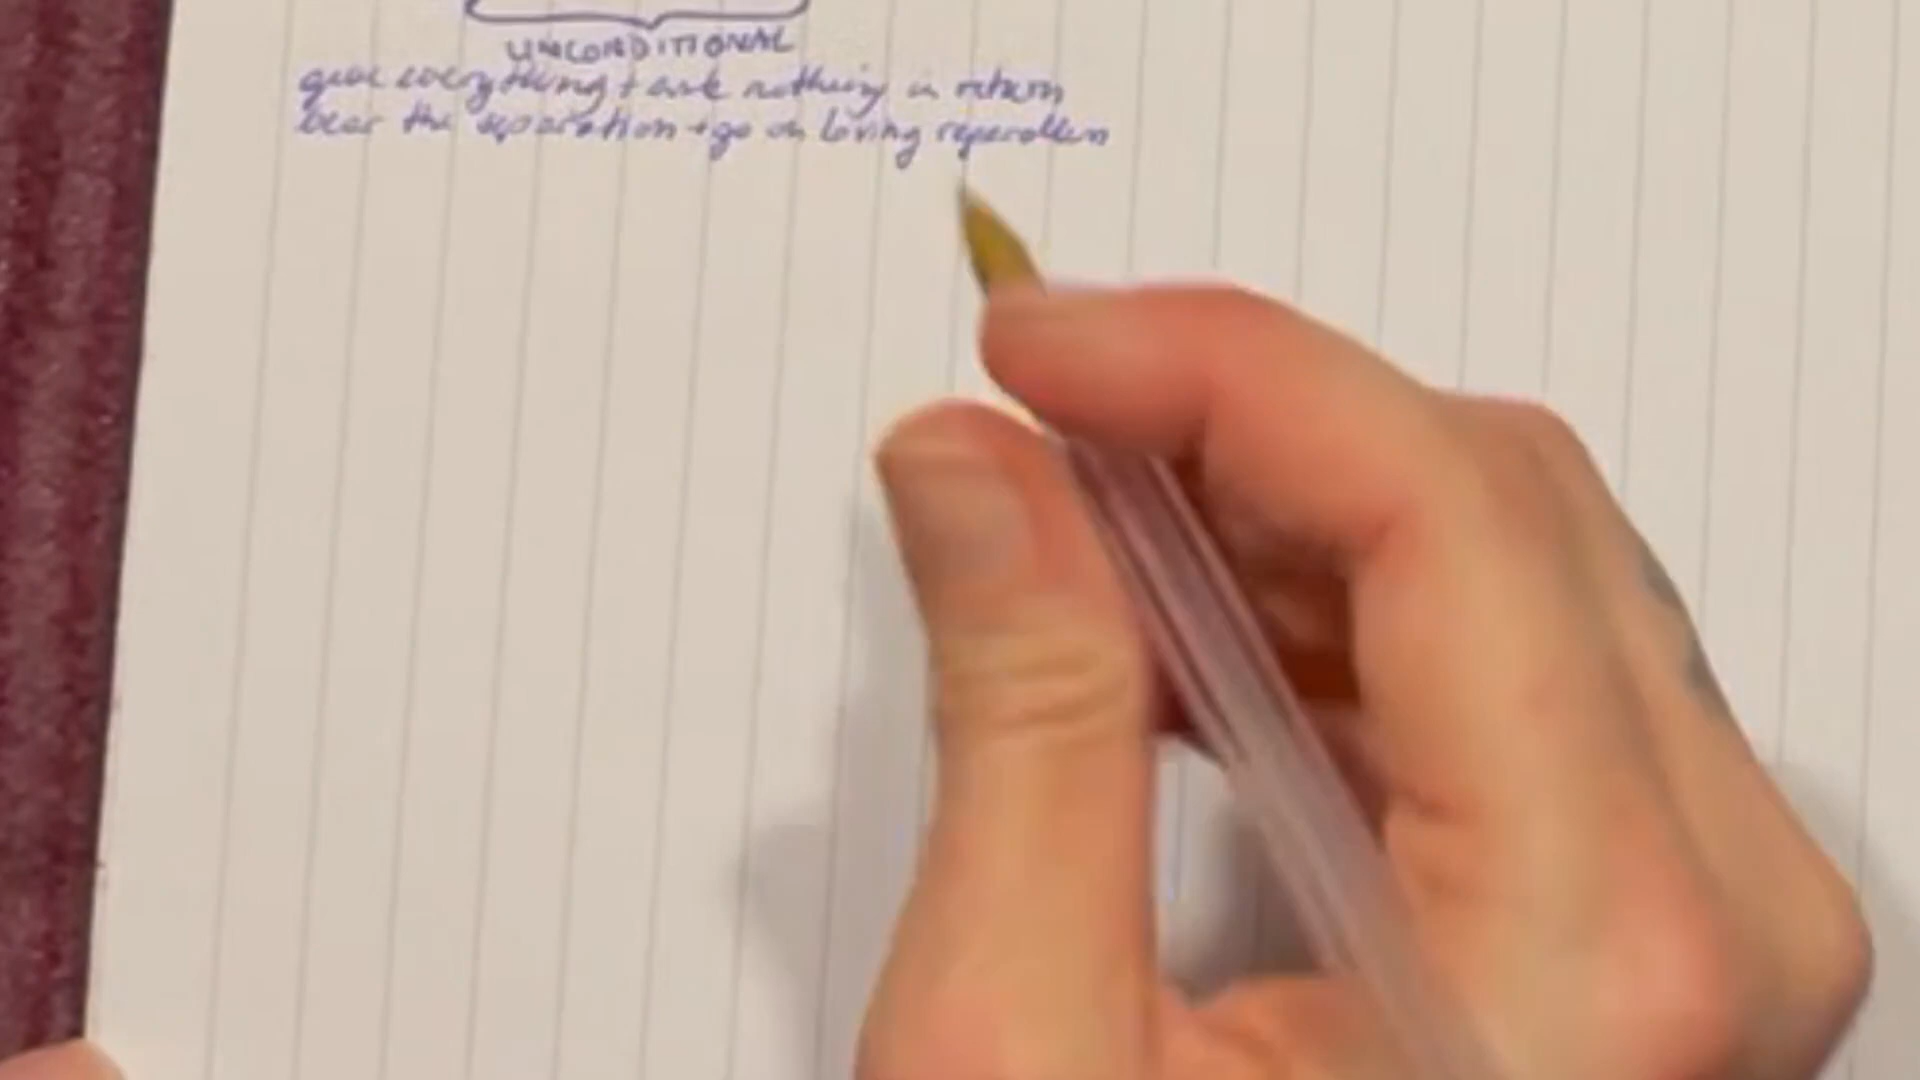 UNCONDITIONAL
give everything + ask nothing in return
bear the separation + go on loving regardless